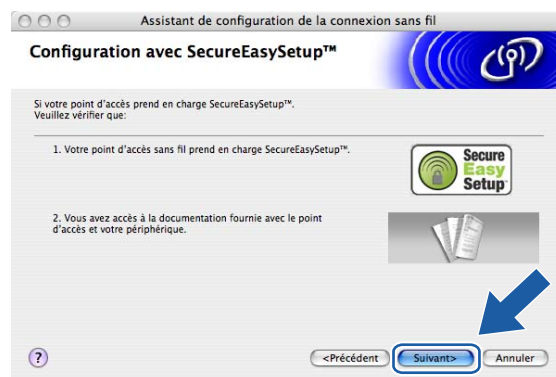 Assistant de configuration de la connexion sans fil
Configuration avec SecureEasySetup™
Si votre point d'accès prend en charge SecureEasySetup™.
Veuillez vérifier que:
1. Votre point d'accès sans fil prend en charge SecureEasySetup™.
Secure
Easy
Setup
2. Vous avez accès à la documentation fournie avec le point
d'accès et votre périphérique.
?
<Précédent
Suivant>
Annuler